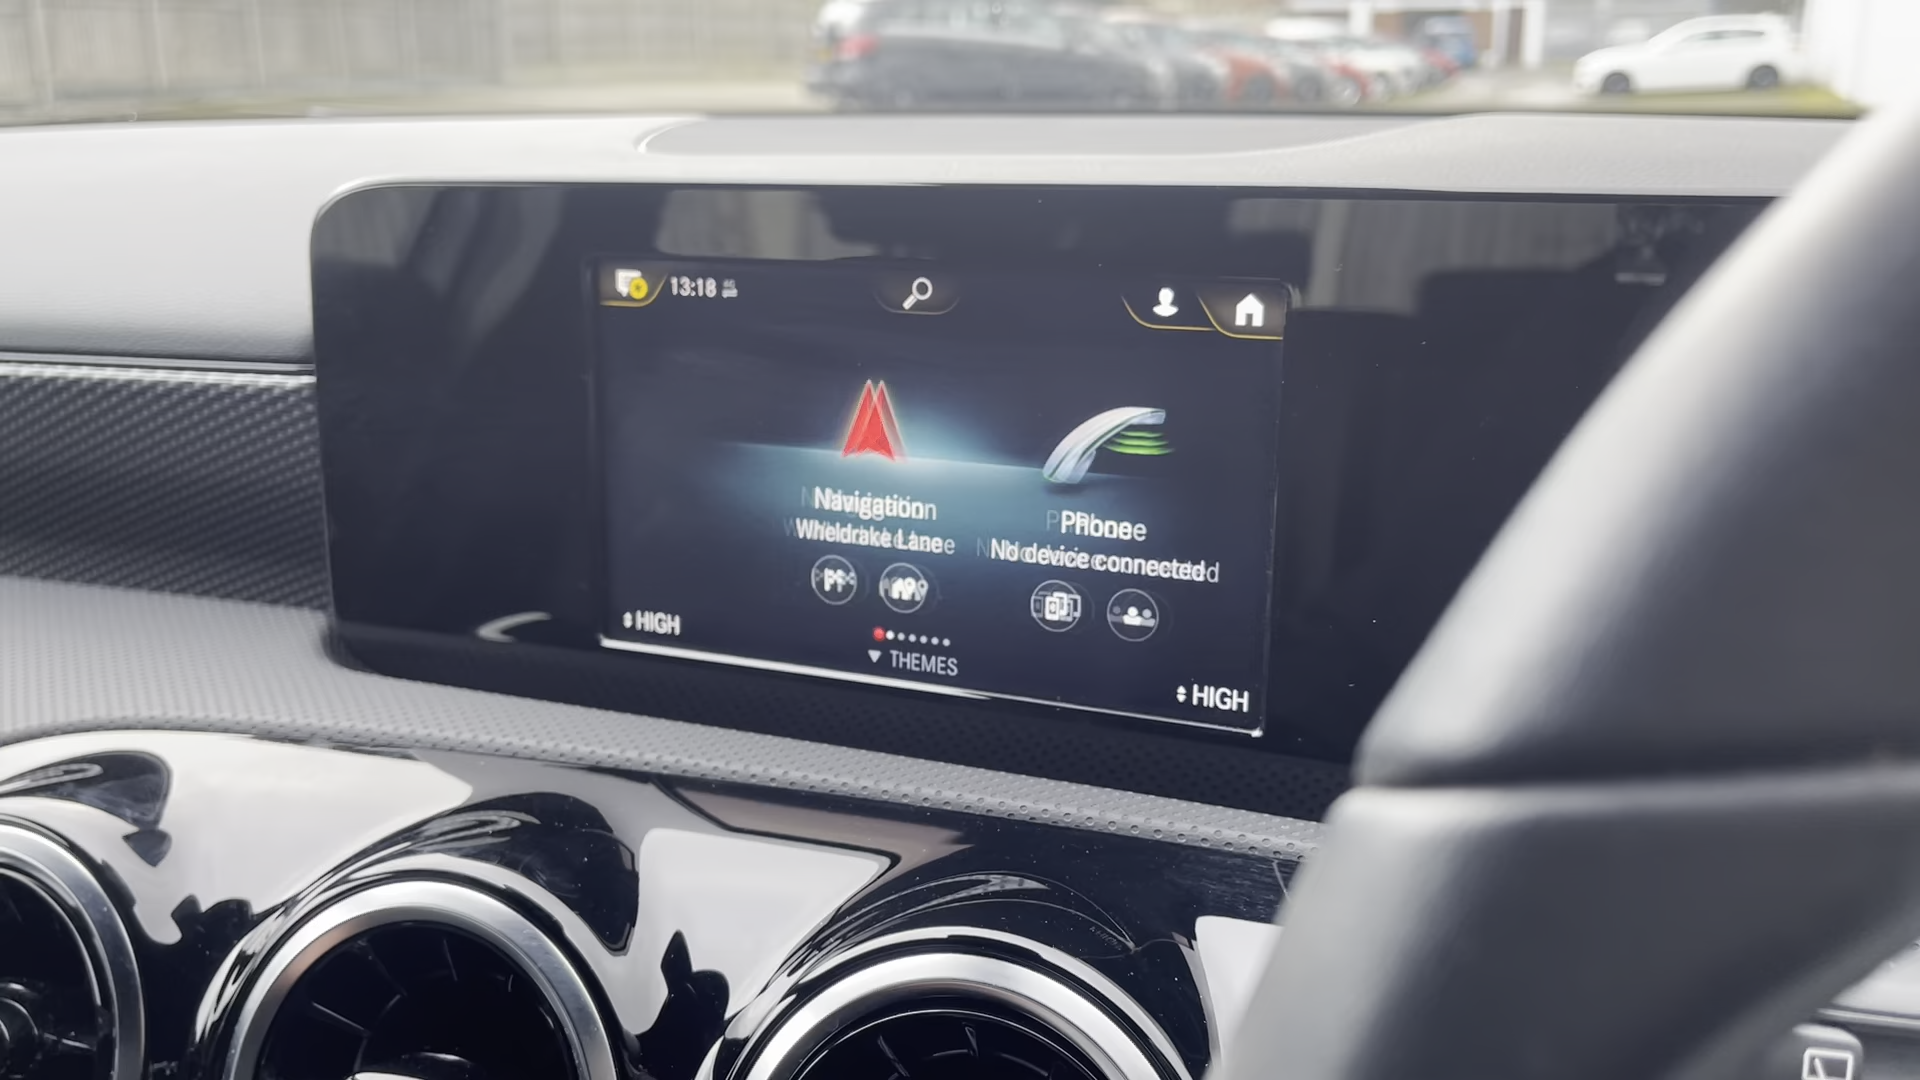 13:18
Navigation
Wheldrake Lane
Phone
No device connected
HIGH
THEMES
HIGH